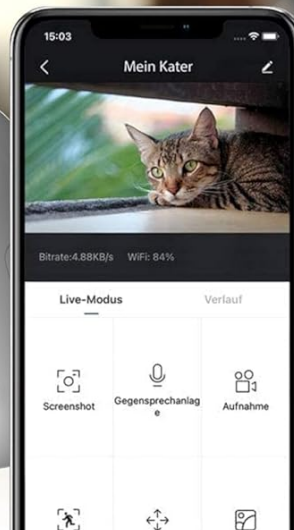 15:03
Mein Kater
Bitrate:4.88KB/s WiFi: 84%
Live-Modus Verlauf
Screenshot Gegensprechanlag Aufnahme
e